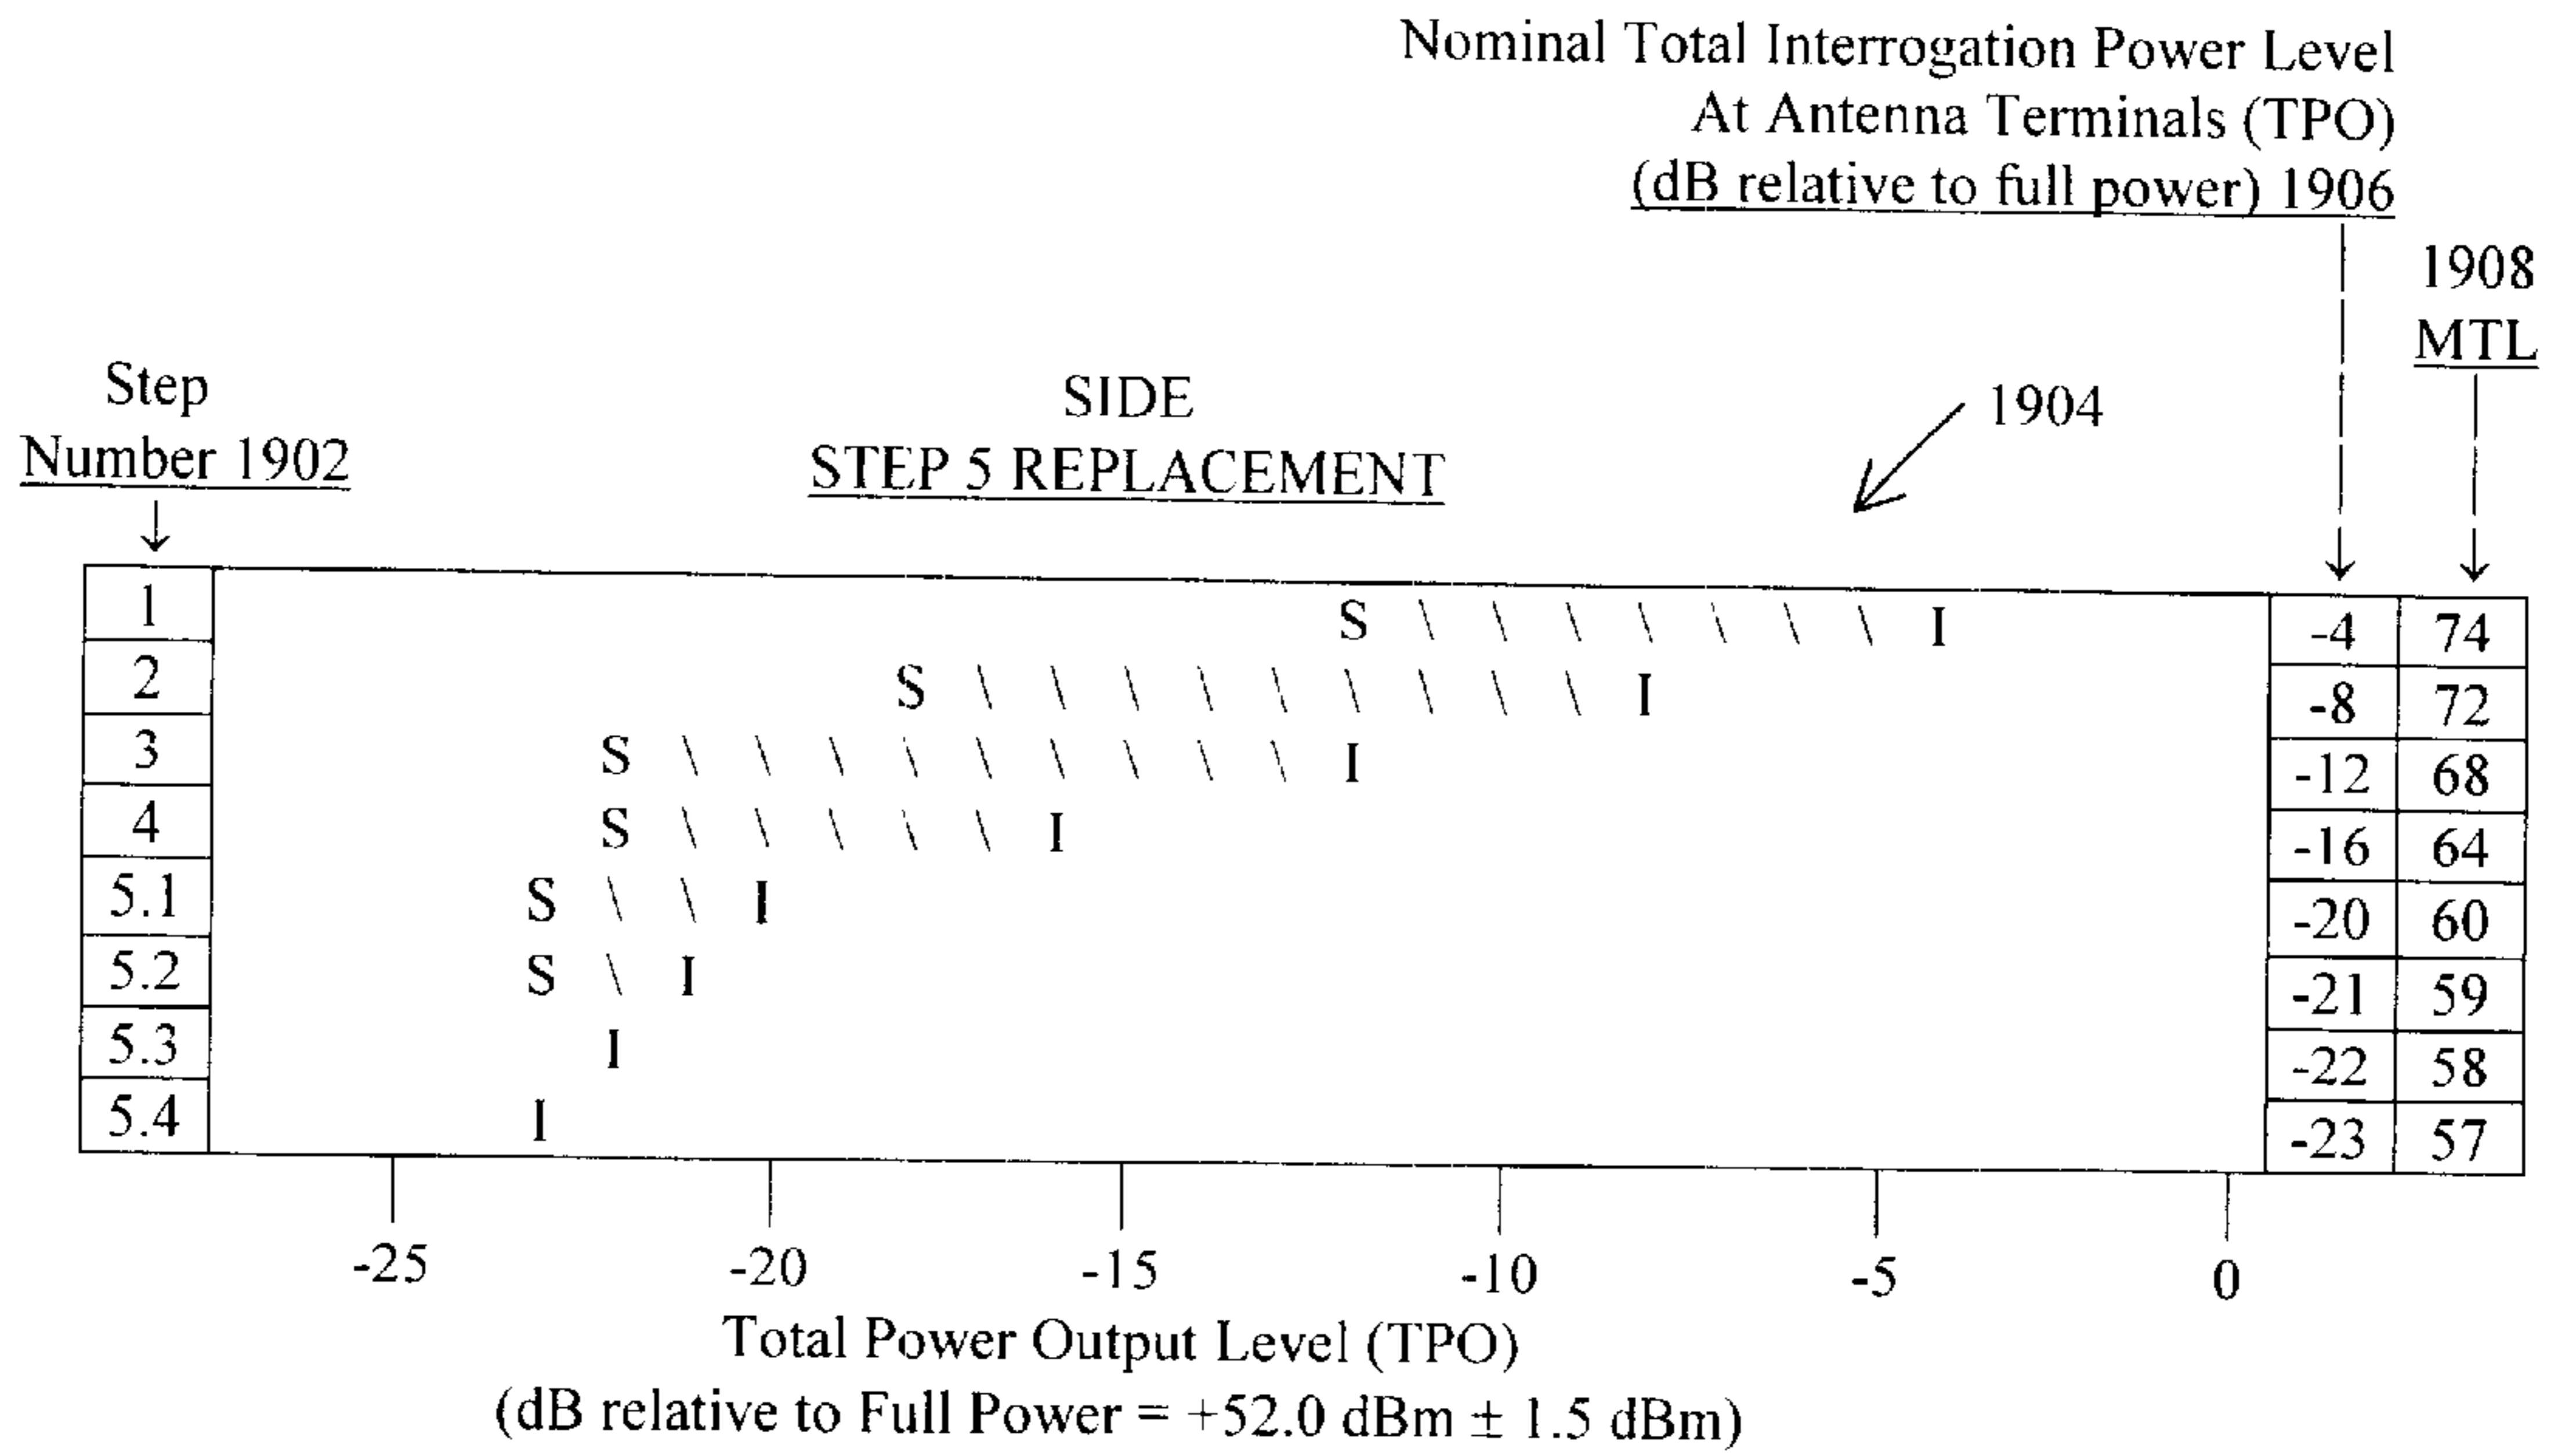 Nominal Total Interrogation Power Level
At Antenna Terminals (TPO)
(dB relative to full power) 1906
1908
MTL
Step
Number 1902
SIDE
STEP 5 REPLACEMENT
1904
1 S \ \ \ \ \ \ \ I -4 74
2 S \ \ \ \ \ \ \ \ \ I -8 72
3 S \ \ \ \ \ \ \ \ \ I -12 68
4 S \ \ \ \ \ I -16 64
5.1 S \ \ I -20 60
5.2 S \ I -21 59
5.3 I -22 58
5.4 I -23 57
-25 -20 -15 -10 -5 0
Total Power Output Level (TPO)
(dB relative to Full Power = +52.0 dBm ± 1.5 dBm)